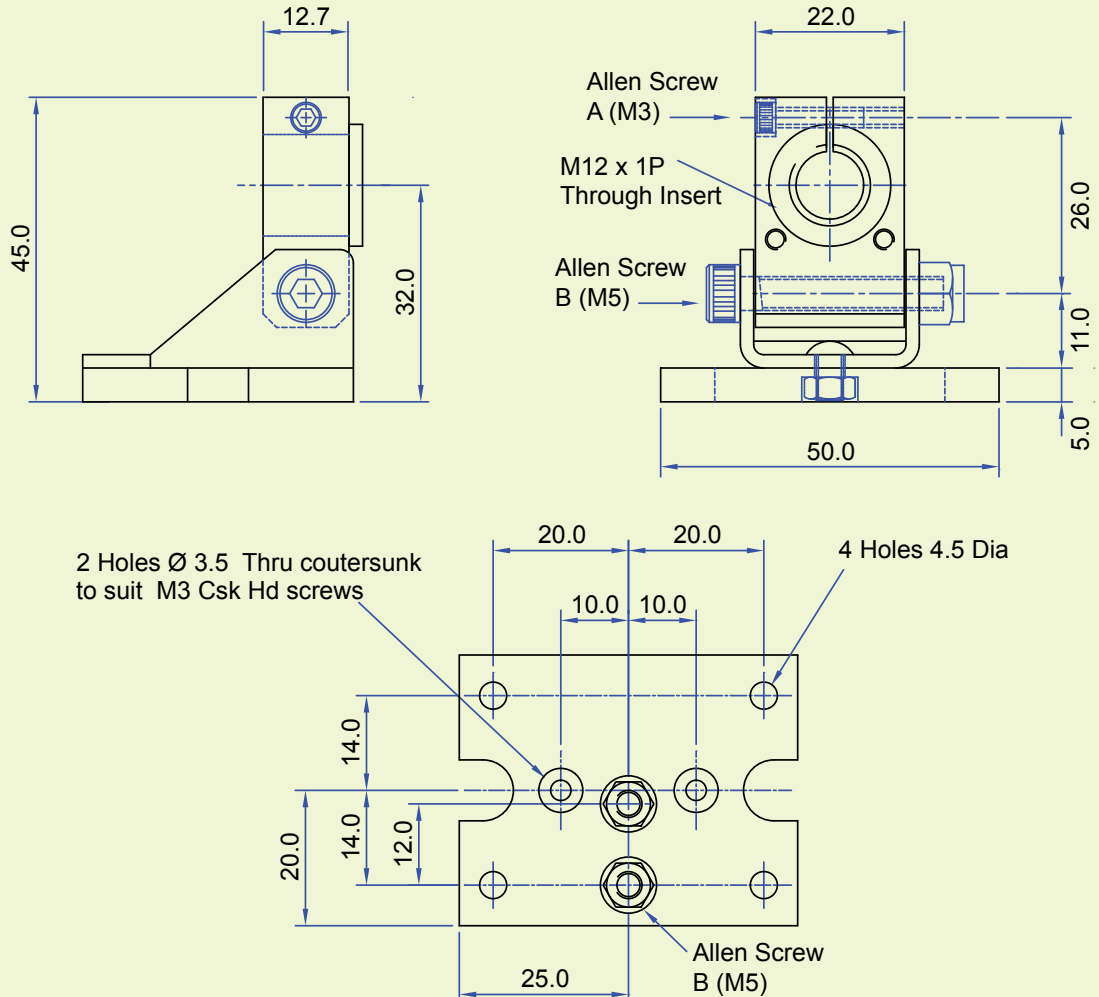 12.7
22.0
Allen Screw
A (M3)
M12 x 1P
Through Insert
26.0
45.0
32.0
Allen Screw
B (M5)
11.0
5.0
50.0
2 Holes Ø 3.5 Thru coutersunk
to suit M3 Csk Hd screws
20.0
20.0
4 Holes 4.5 Dia
10.0
10.0
14.0
20.0
14.0
12.0
Allen Screw
B (M5)
25.0